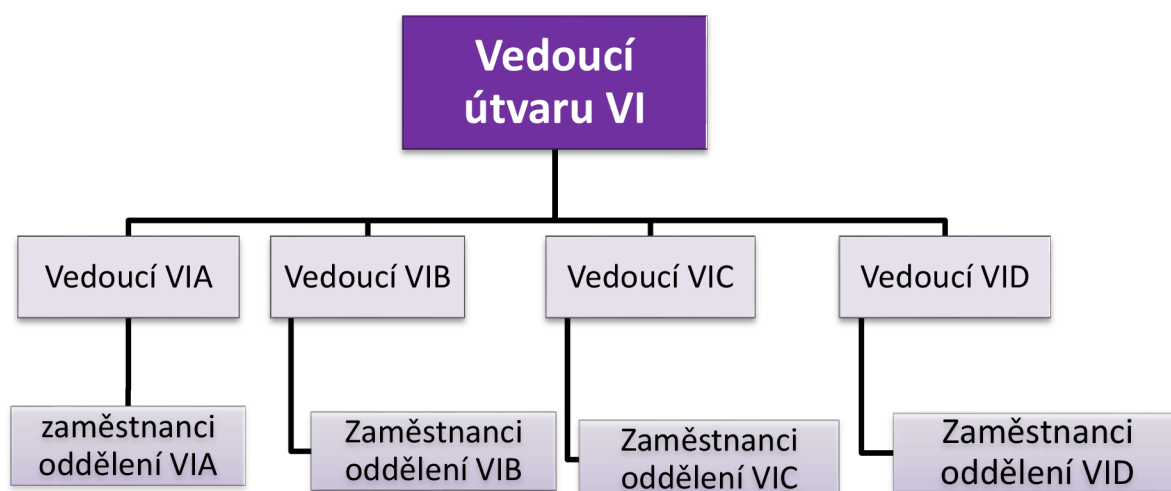 Vedoucí
útvaru VI
Vedoucí VIA
Vedoucí VIB
Vedoucí VIC
Vedoucí VID
zaměstnanci
oddělení VIA
Zaměstnanci
oddělení VIB
Zaměstnanci
oddělení VIC
Zaměstnanci
oddělení VID